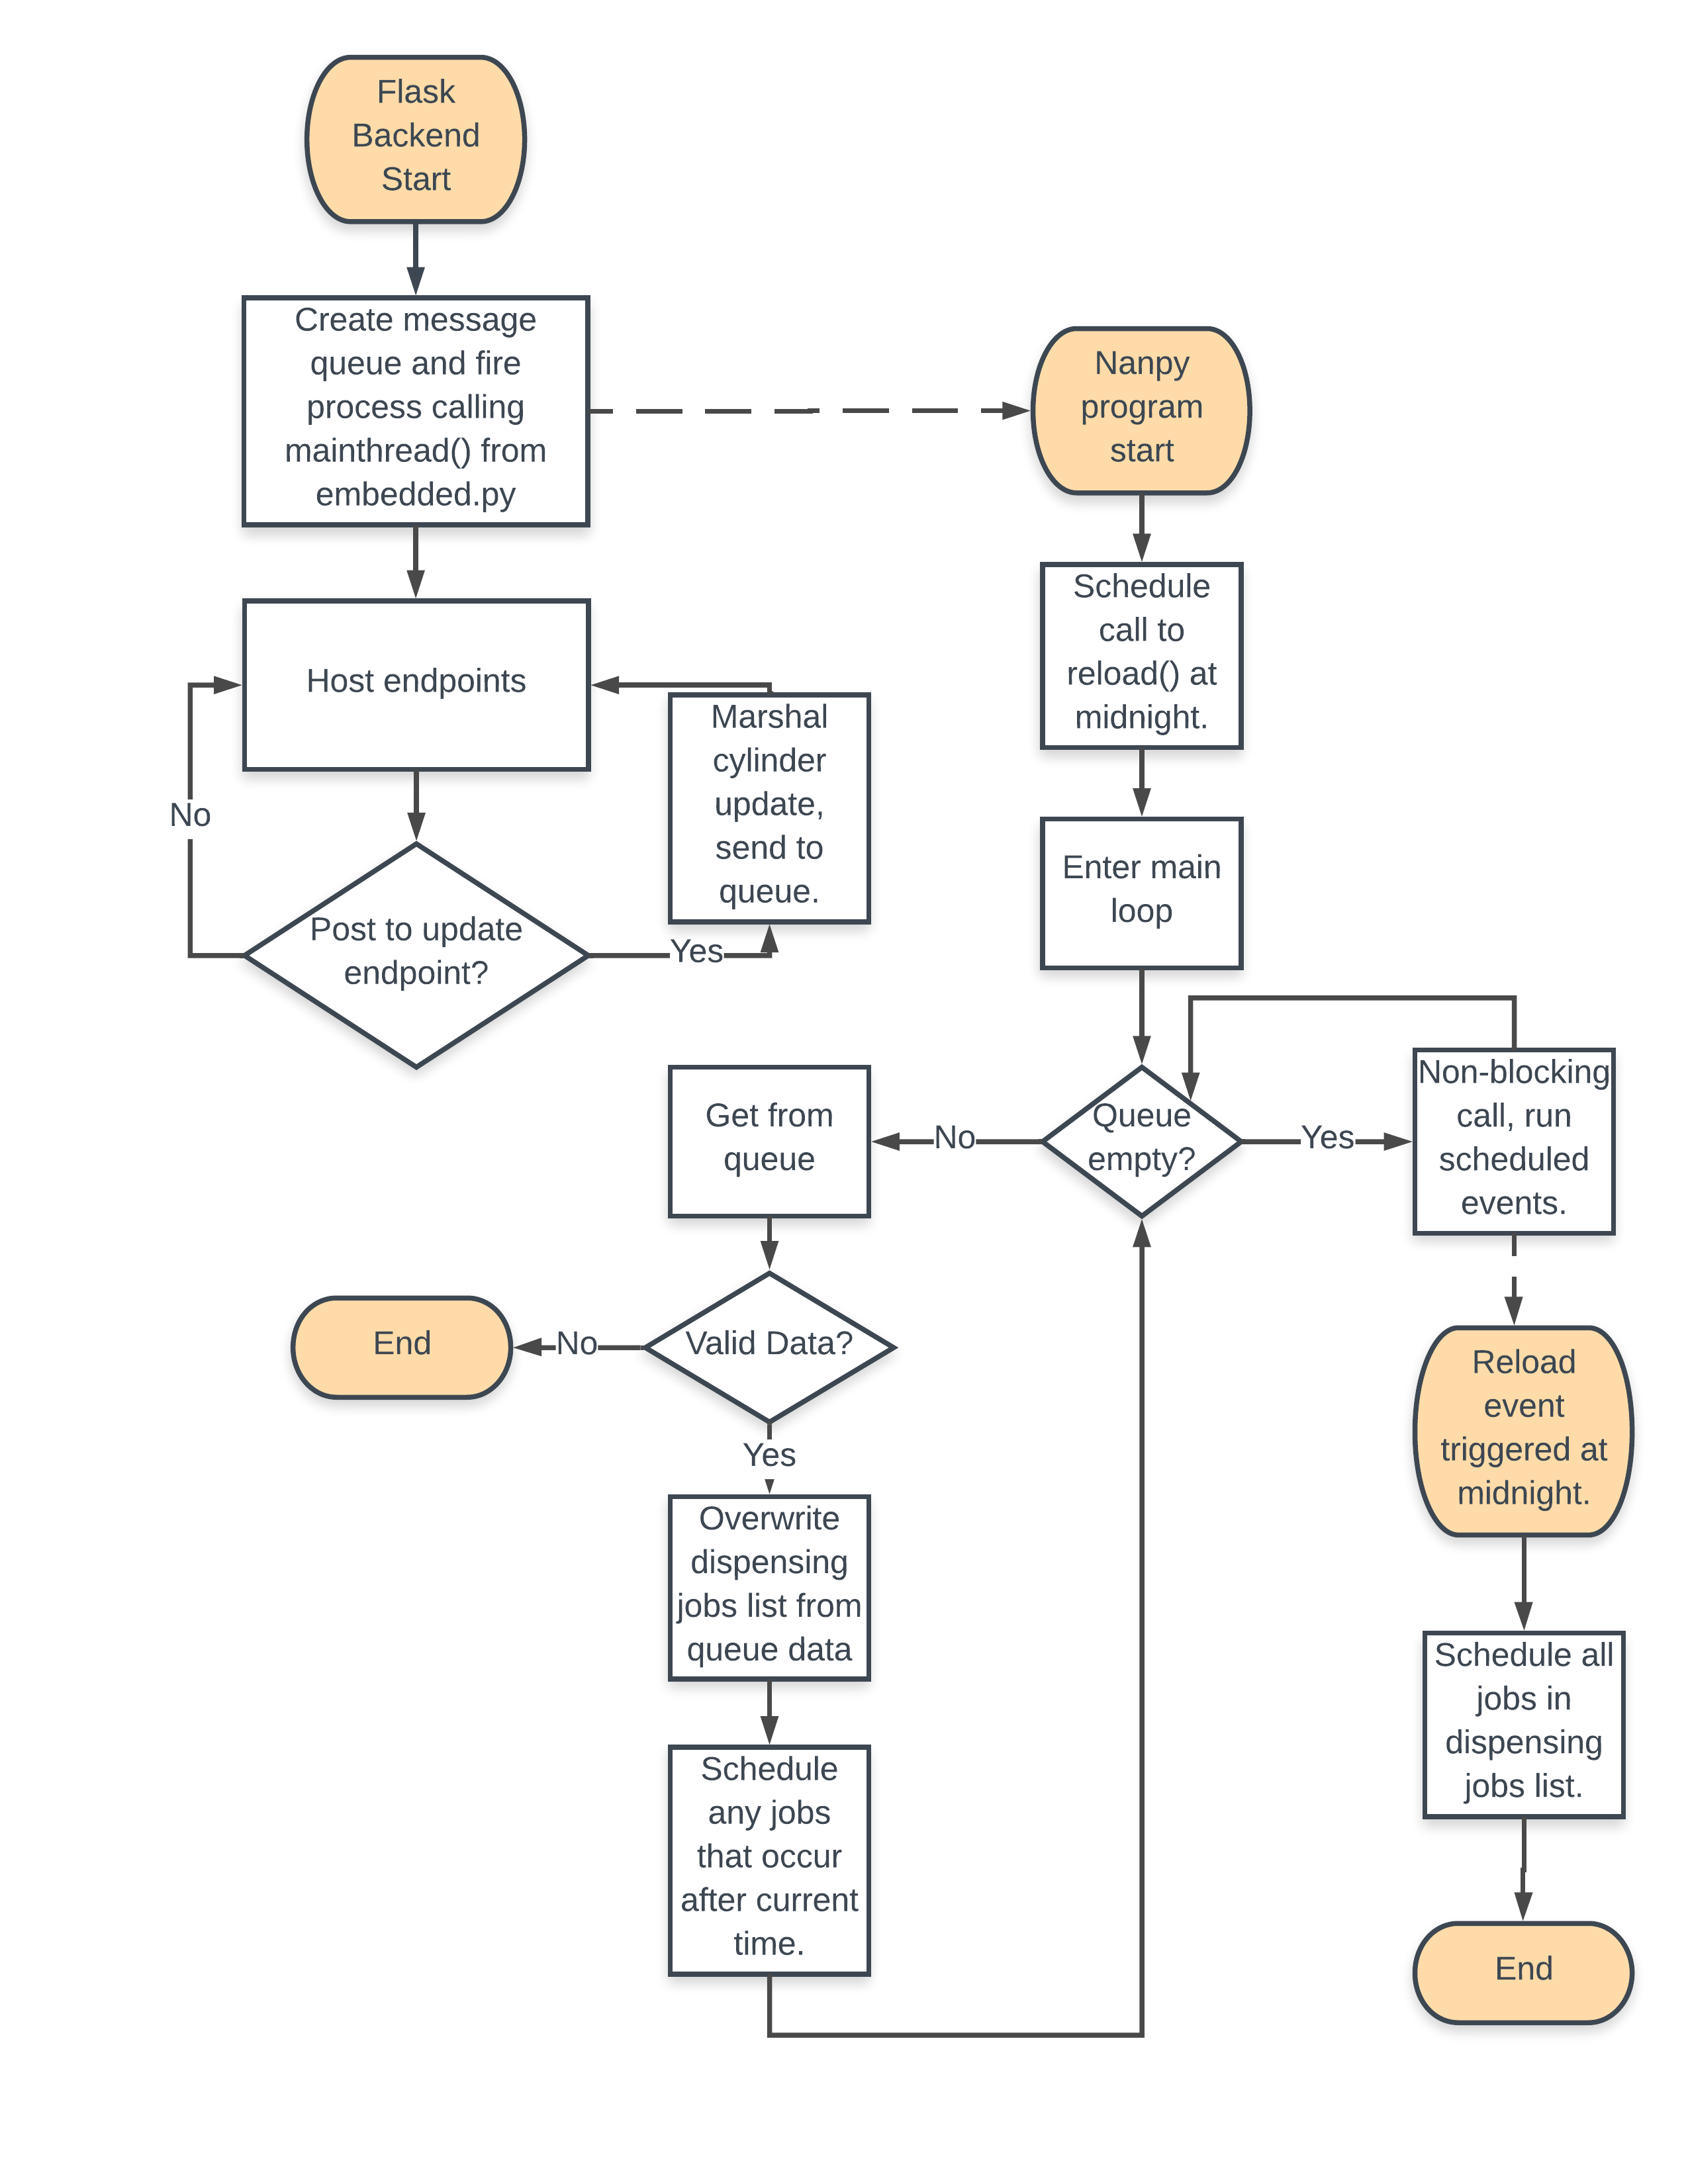 Flask
Backend
Start
Create message
queue and fire
process calling
mainthread() from
embedded.py
Nanpy
program
start
Schedule
call to
reload() at
midnight.
Host endpoints
Marshal
cylinder
update,
send to
queue.
No
Enter main
loop
Post to update
endpoint?
Yes
Get from
queue
No
Queue
empty?
Yes
Non-blocking
call, run
scheduled
events.
End
No
Valid Data?
Yes
Reload
event
triggered at
midnight.
Overwrite
dispensing
jobs list from
queue data
Schedule all
jobs in
dispensing
jobs list.
Schedule
any jobs
that occur
after current
time.
End